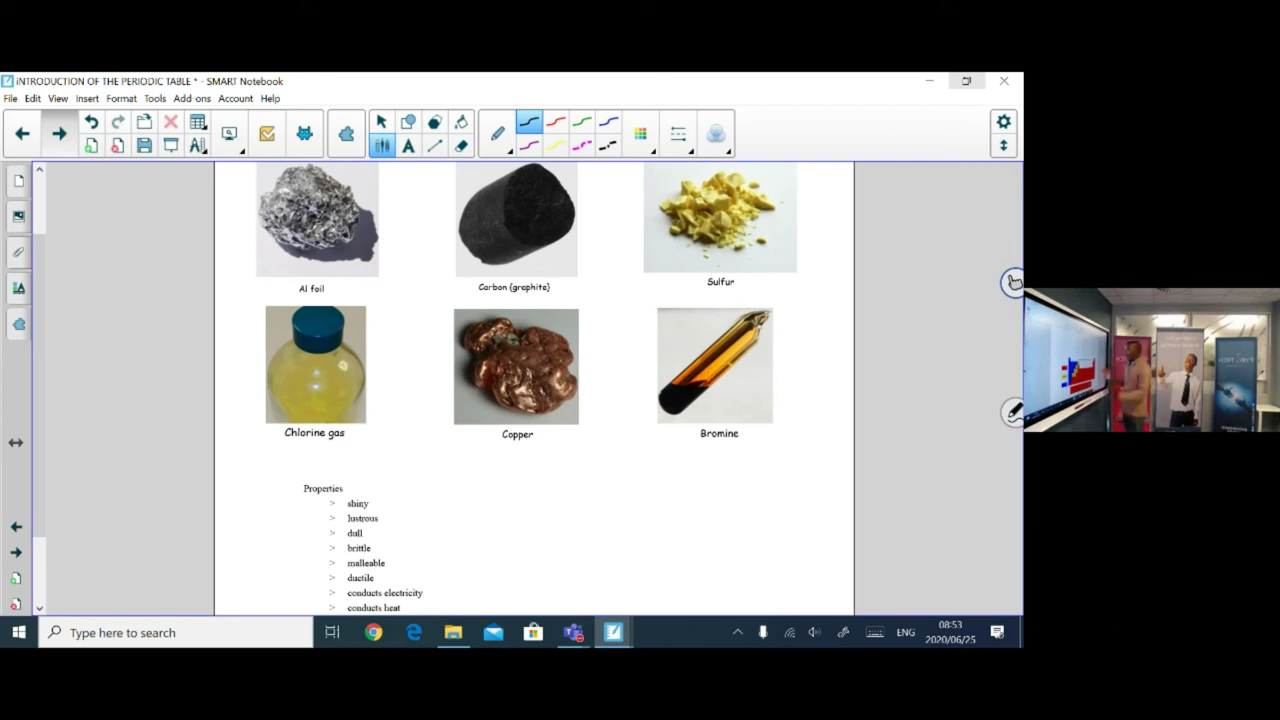 iNTRODUCTION OF THE PERIODIC TABLE * - SMART Notebook
File Edit View Insert Format Tools Add-ons Account Help
Al foil
Carbon {graphite}
Sulfur
Chlorine gas
Copper
Bromine
Properties
> shiny
> lustrous
> dull
> brittle
> malleable
> ductile
> conducts electricity
> conducts heat
Type here to search
ENG
08:53
2020/06/25